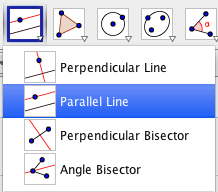 α
Perpendicular Line
Parallel Line
Perpendicular Bisector
Angle Bisector